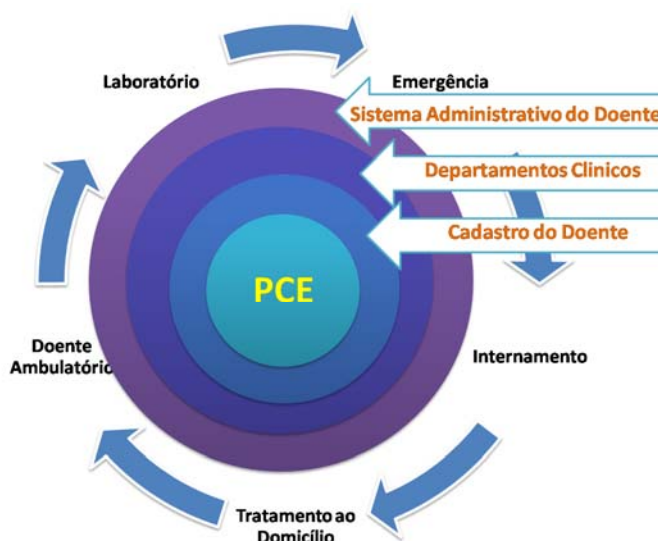 Laboratório
Emergência
Sistema Administrativo do Doente
Departamentos Clinicos
Cadastro do Doente
PCE
Doente
Ambulatório
Internamento
Tratamento ao
Domicílio